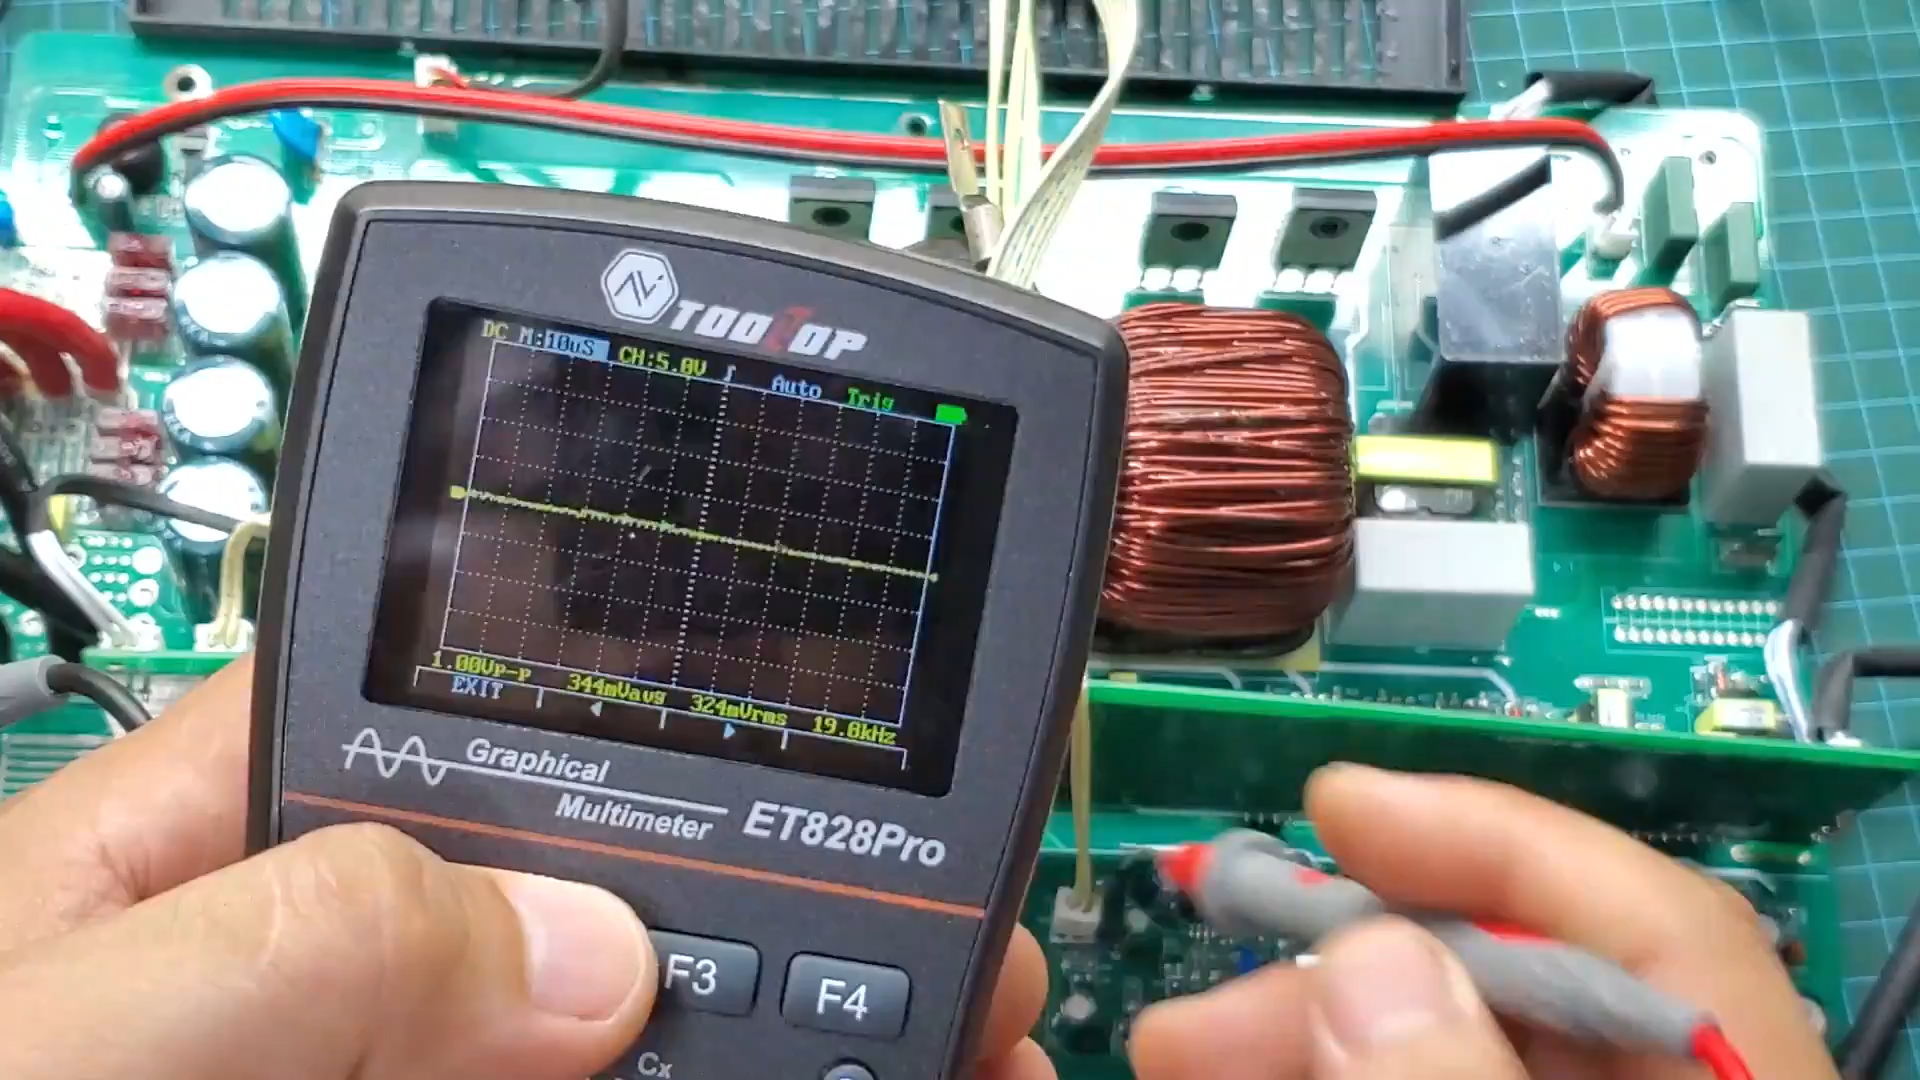 TOOLTOP
DC M:10uS CH:5.0V Auto Trig
1.00Vp-p 344mVavg 324mVrms 19.0kHz
EXIT
Graphical
Multimeter ET828Pro
F3 F4
Cx